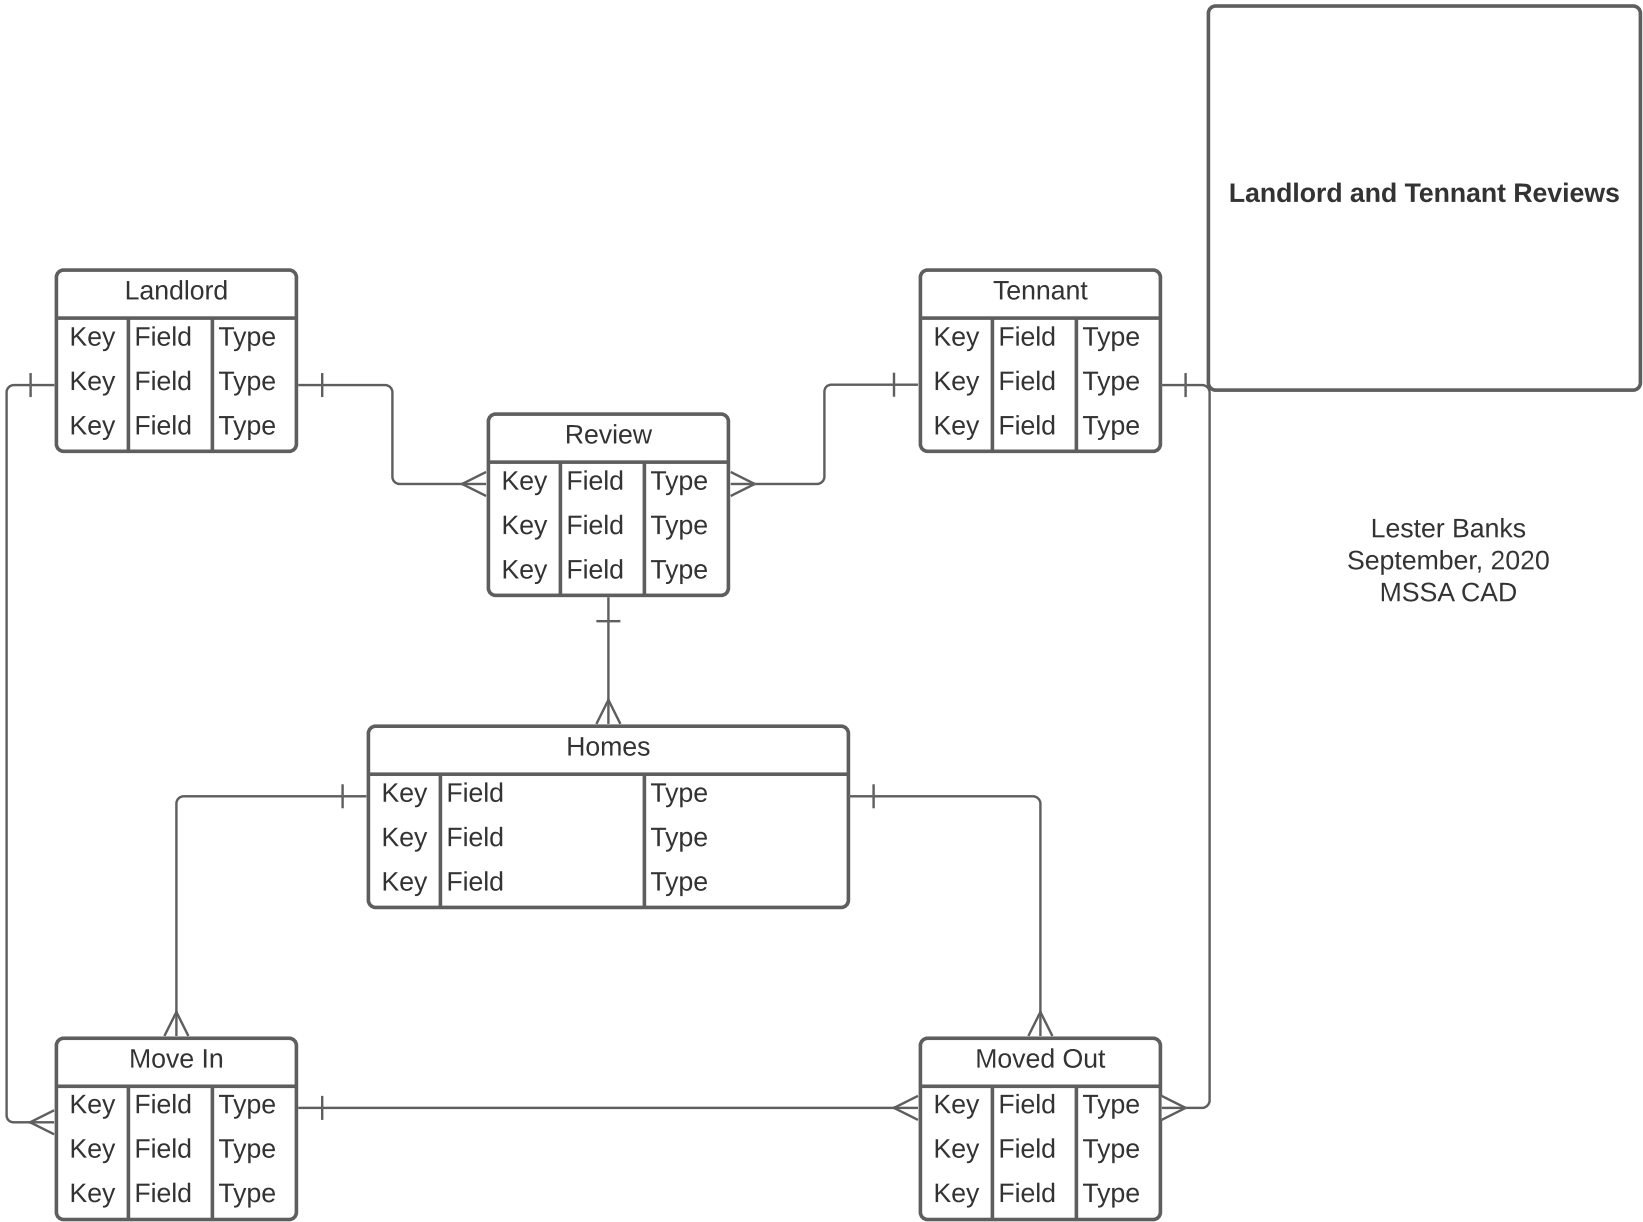 Landlord and Tennant Reviews
Landlord
Key Field Type
Key Field Type
Key Field Type
Tennant
Key Field Type
Key Field Type
Key Field Type
Review
Key Field Type
Key Field Type
Key Field Type
Lester Banks
September, 2020
MSSA CAD
Homes
Key Field Type
Key Field Type
Key Field Type
Move In
Key Field Type
Key Field Type
Key Field Type
Moved Out
Key Field Type
Key Field Type
Key Field Type